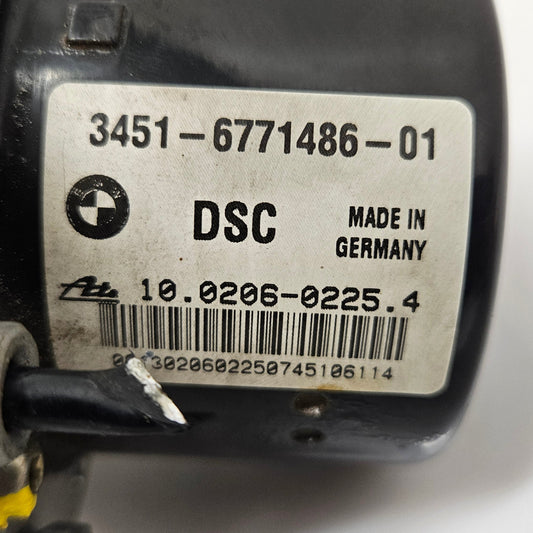 3451-6771486-01
DSC
MADE IN
GERMANY
Ate 10.0206-0225.4